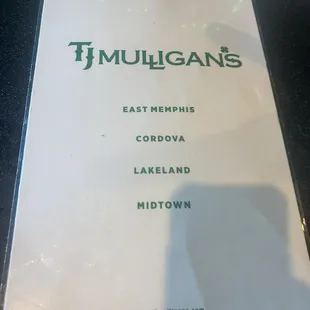 TJ MULLIGAN'S
EAST MEMPHIS
CORDOVA
LAKELAND
MIDTOWN